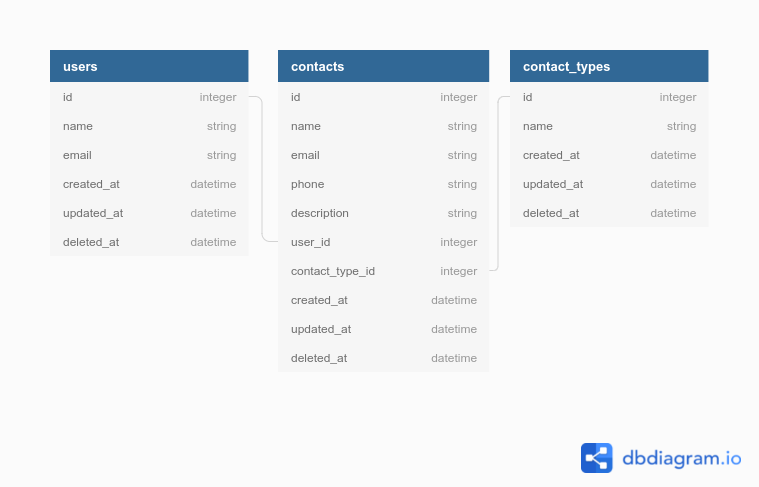 users
id integer
name string
email string
created_at datetime
updated_at datetime
deleted_at datetime
contacts
id integer
name string
email string
phone string
description string
user_id integer
contact_type_id integer
created_at datetime
updated_at datetime
deleted_at datetime
contact_types
id integer
name string
created_at datetime
updated_at datetime
deleted_at datetime
dbdiagram.io